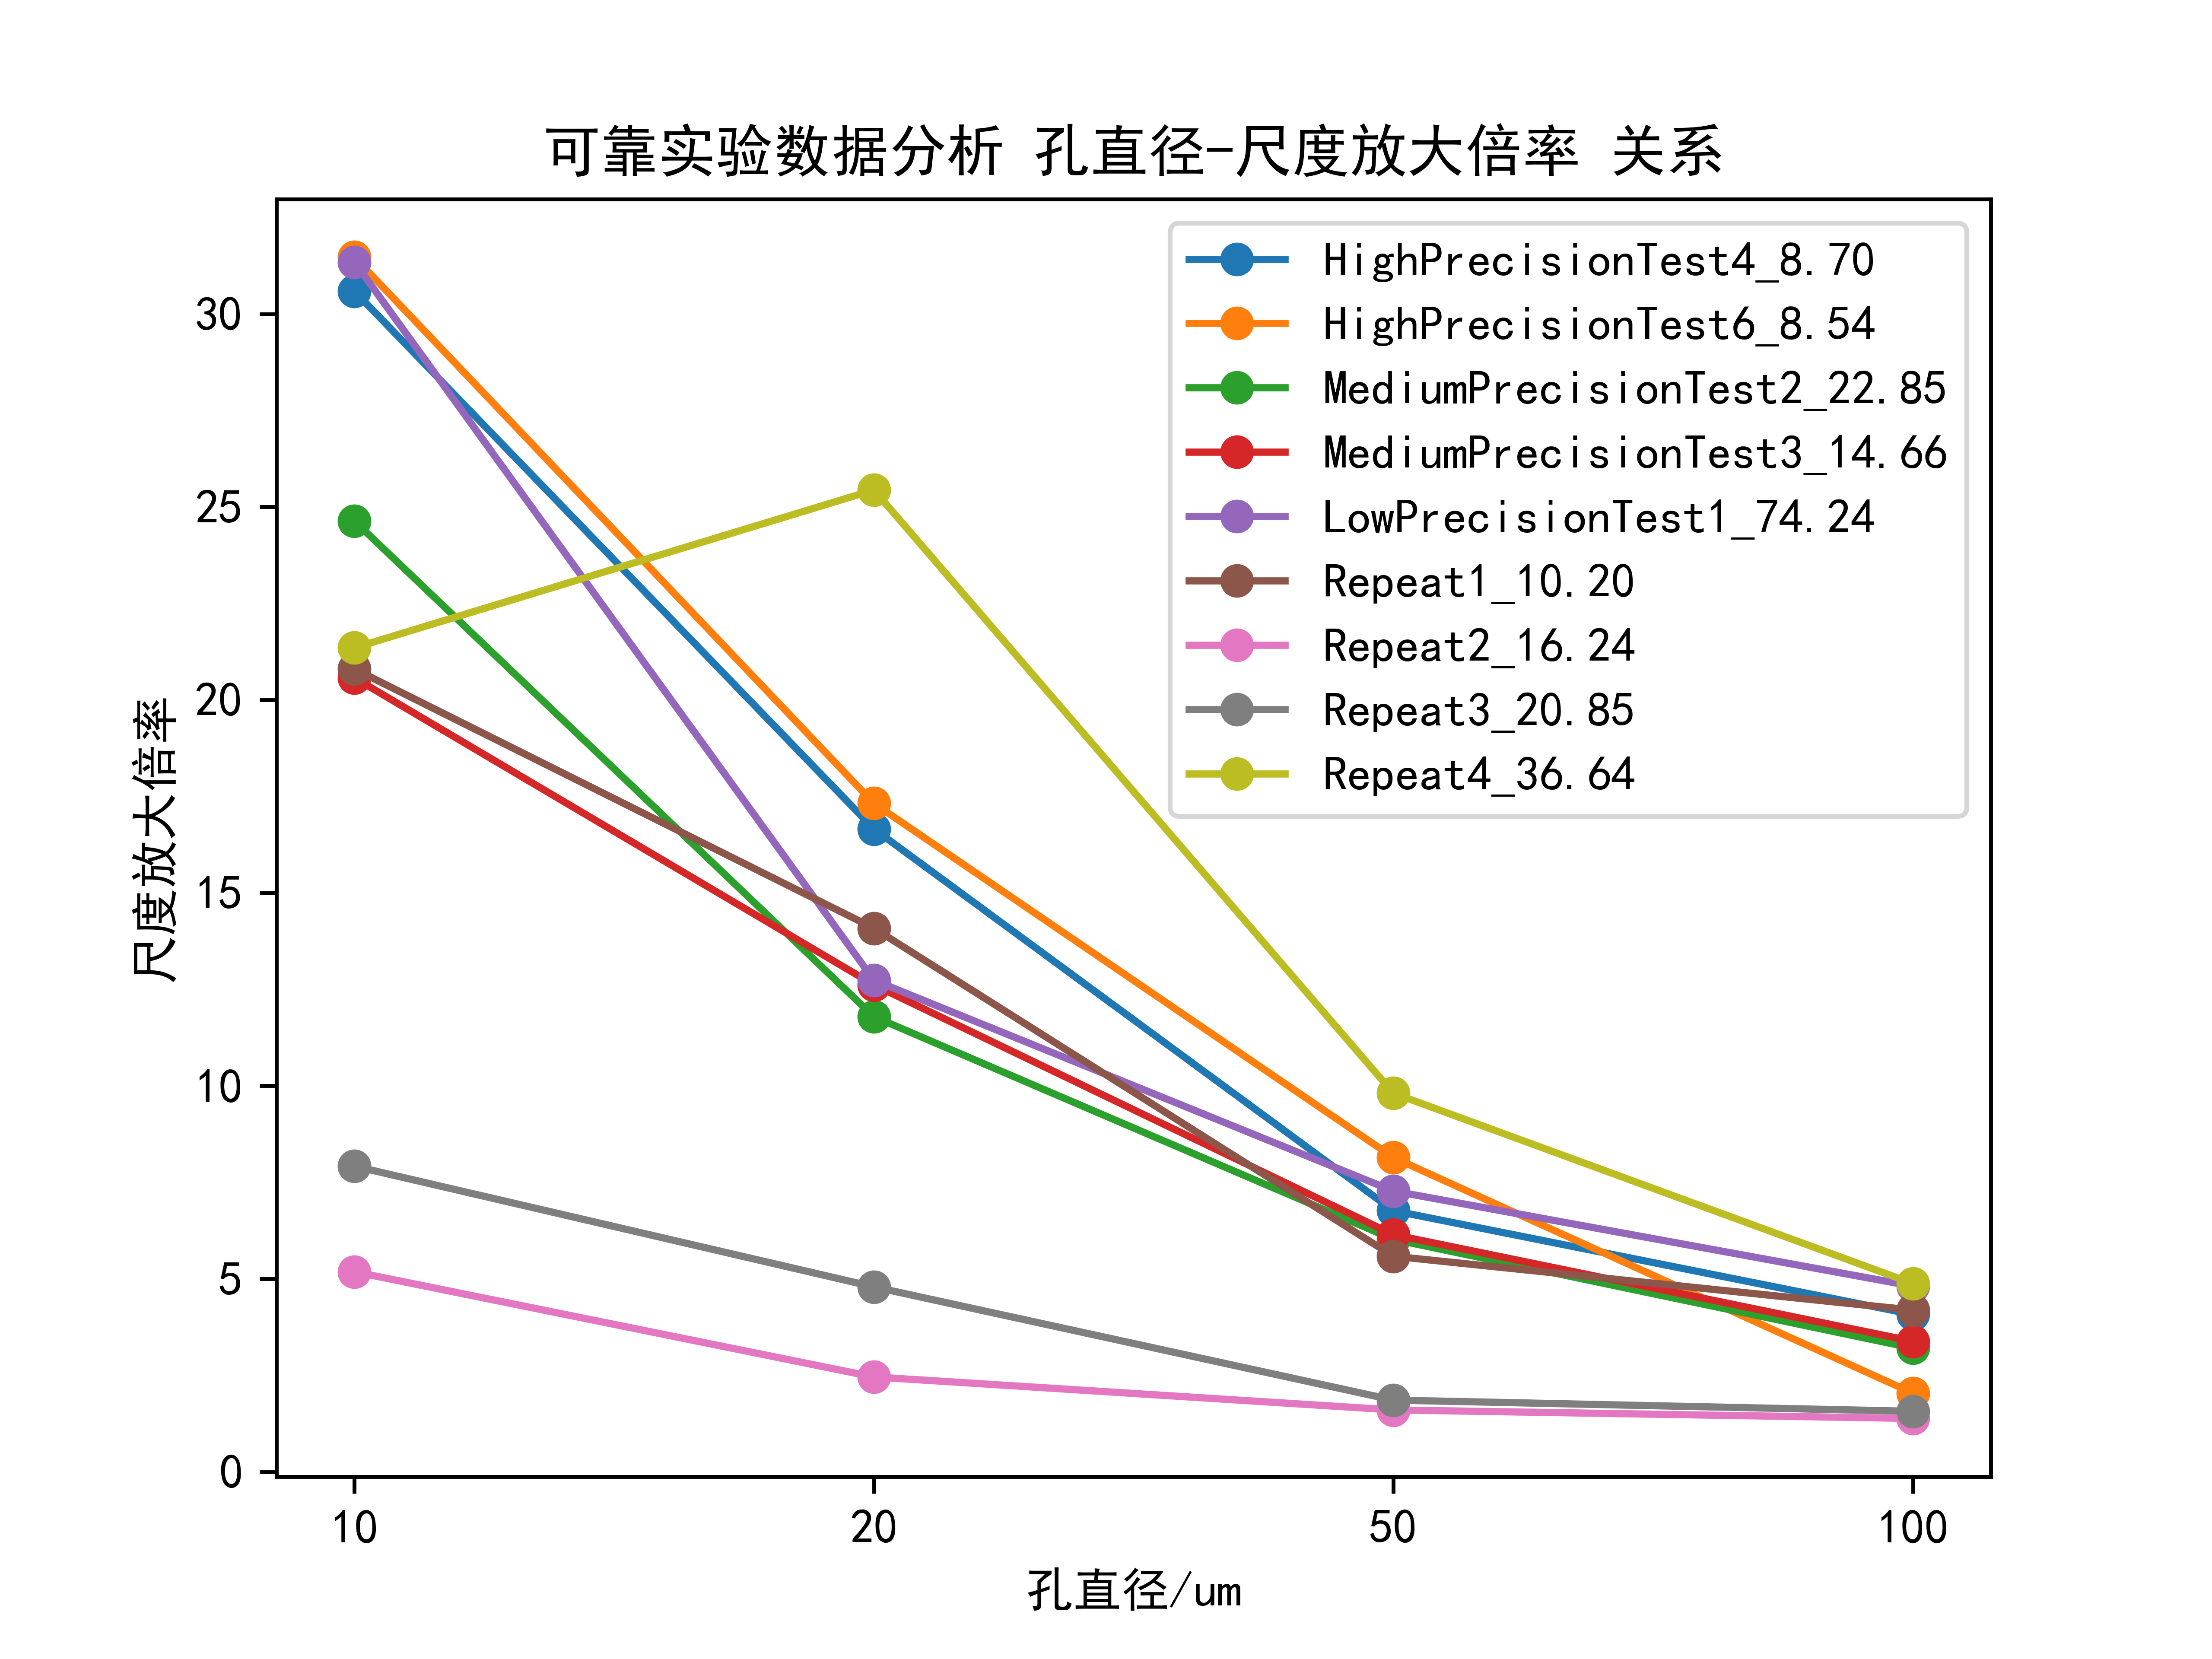 可靠实验数据分析 孔直径-尺度放大倍率 关系
HighPrecisionTest4_8.70
HighPrecisionTest6_8.54
MediumPrecisionTest2_22.85
MediumPrecisionTest3_14.66
LowPrecisionTest1_74.24
Repeat1_10.20
Repeat2_16.24
Repeat3_20.85
Repeat4_36.64
尺度放大倍率
30
25
20
15
10
5
0
10 20 50 100
孔直径/um